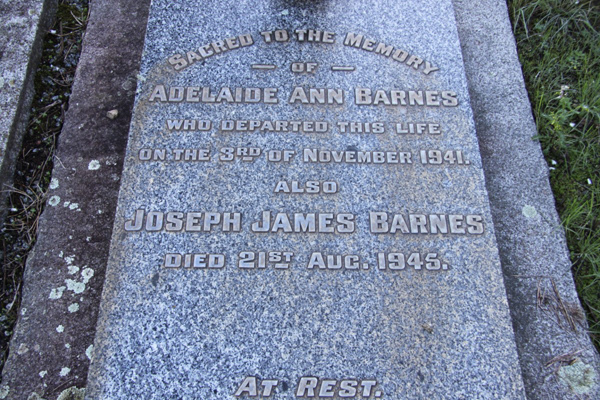 Sacred to the Memory
— of —
Adelaide Ann Barnes
who departed this life
on the 3rd of November 1941.
also
Joseph James Barnes
died 21st Aug. 1945.
At Rest.